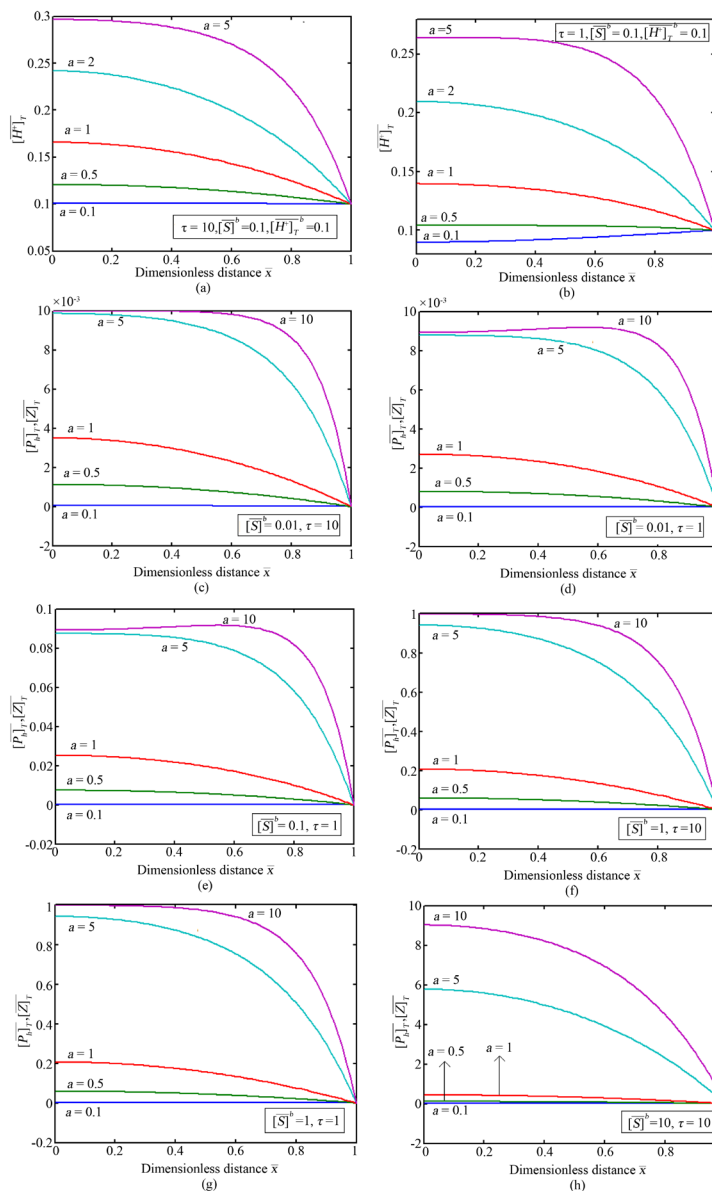 0.3
0.25
0.2
0.15
0.1
0.05
[H⁺]_T
a = 5
a = 2
a = 1
a = 0.5
a = 0.1
τ = 10,[S]ᵇ=0.1,[H⁺]_Tᵇ=0.1
0 0.2 0.4 0.6 0.8 1
Dimensionless distance x̄
(a)
0.25
0.2
0.15
0.1
[H⁺]_T
τ = 1,[S]ᵇ = 0.1,[H⁺]_Tᵇ = 0.1
a=5
a = 2
a = 1
a = 0.5
a = 0.1
0 0.2 0.4 0.6 0.8
Dimensionless distance x̄
(b)
×10⁻³
10
8
6
4
2
0
-2
[P_h]_T,[Z]_T
a = 10
a = 5
a = 1
a = 0.5
a = 0.1
[S]ᵇ= 0.01, τ = 10
0 0.2 0.4 0.6 0.8 1
Dimensionless distance x̄
(c)
×10⁻³
10
8
6
4
2
0
-2
[P_h]_T,[Z]_T
a = 10
a = 5
a = 1
a = 0.5
a = 0.1
[S]ᵇ= 0.01, τ = 1
0 0.2 0.4 0.6 0.8
Dimensionless distance x̄
(d)
0.1
0.08
0.06
0.04
0.02
0
-0.02
[P_h]_T,[Z]_T
a = 10
a = 5
a = 1
a = 0.5
a = 0.1
[S]ᵇ= 0.1, τ = 1
0 0.2 0.4 0.6 0.8 1
Dimensionless distance x̄
(e)
1
0.8
0.6
0.4
0.2
0
-0.2
[P_h]_T,[Z]_T
a = 10
a = 5
a = 1
a = 0.5
a = 0.1
[S]ᵇ=1, τ=10
0 0.2 0.4 0.6 0.8
Dimensionless distance x̄
(f)
1
0.8
0.6
0.4
0.2
0
-0.2
[P_h]_T,[Z]_T
a = 10
a = 5
a = 1
a = 0.5
a = 0.1
[S]ᵇ=1, τ=1
0 0.2 0.4 0.6 0.8 1
Dimensionless distance x̄
(g)
10
8
6
4
2
0
-2
[P_h]_T,[Z]_T
a = 10
a = 5
a = 0.5
a = 1
a = 0.1
[S]ᵇ=10, τ = 10
0 0.2 0.4 0.6 0.8
Dimensionless distance x̄
(h)